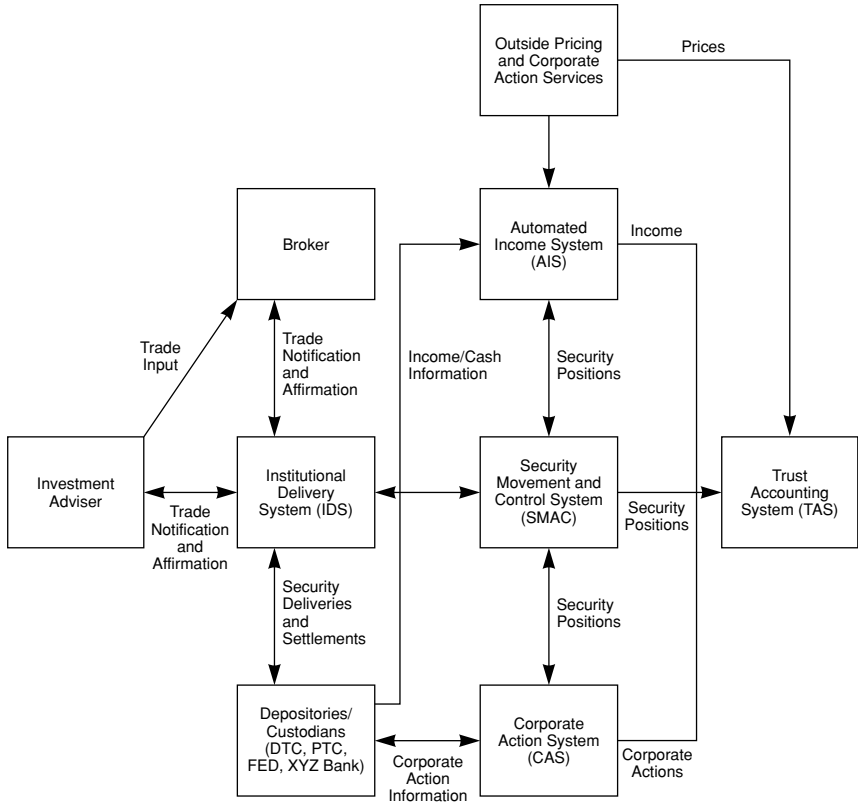 Outside Pricing
and Corporate
Action Services
Prices
Broker
Automated
Income System
(AIS)
Income
Trade
Input
Trade
Notification
and
Affirmation
Income/Cash
Information
Security
Positions
Investment
Adviser
Institutional
Delivery
System (IDS)
Security
Movement and
Control System
(SMAC)
Trust
Accounting
System (TAS)
Trade
Notification
and
Affirmation
Security
Positions
Security
Deliveries
and
Settlements
Security
Positions
Depositories/
Custodians
(DTC, PTC,
FED, XYZ Bank)
Corporate
Action System
(CAS)
Corporate
Action
Information
Corporate
Actions